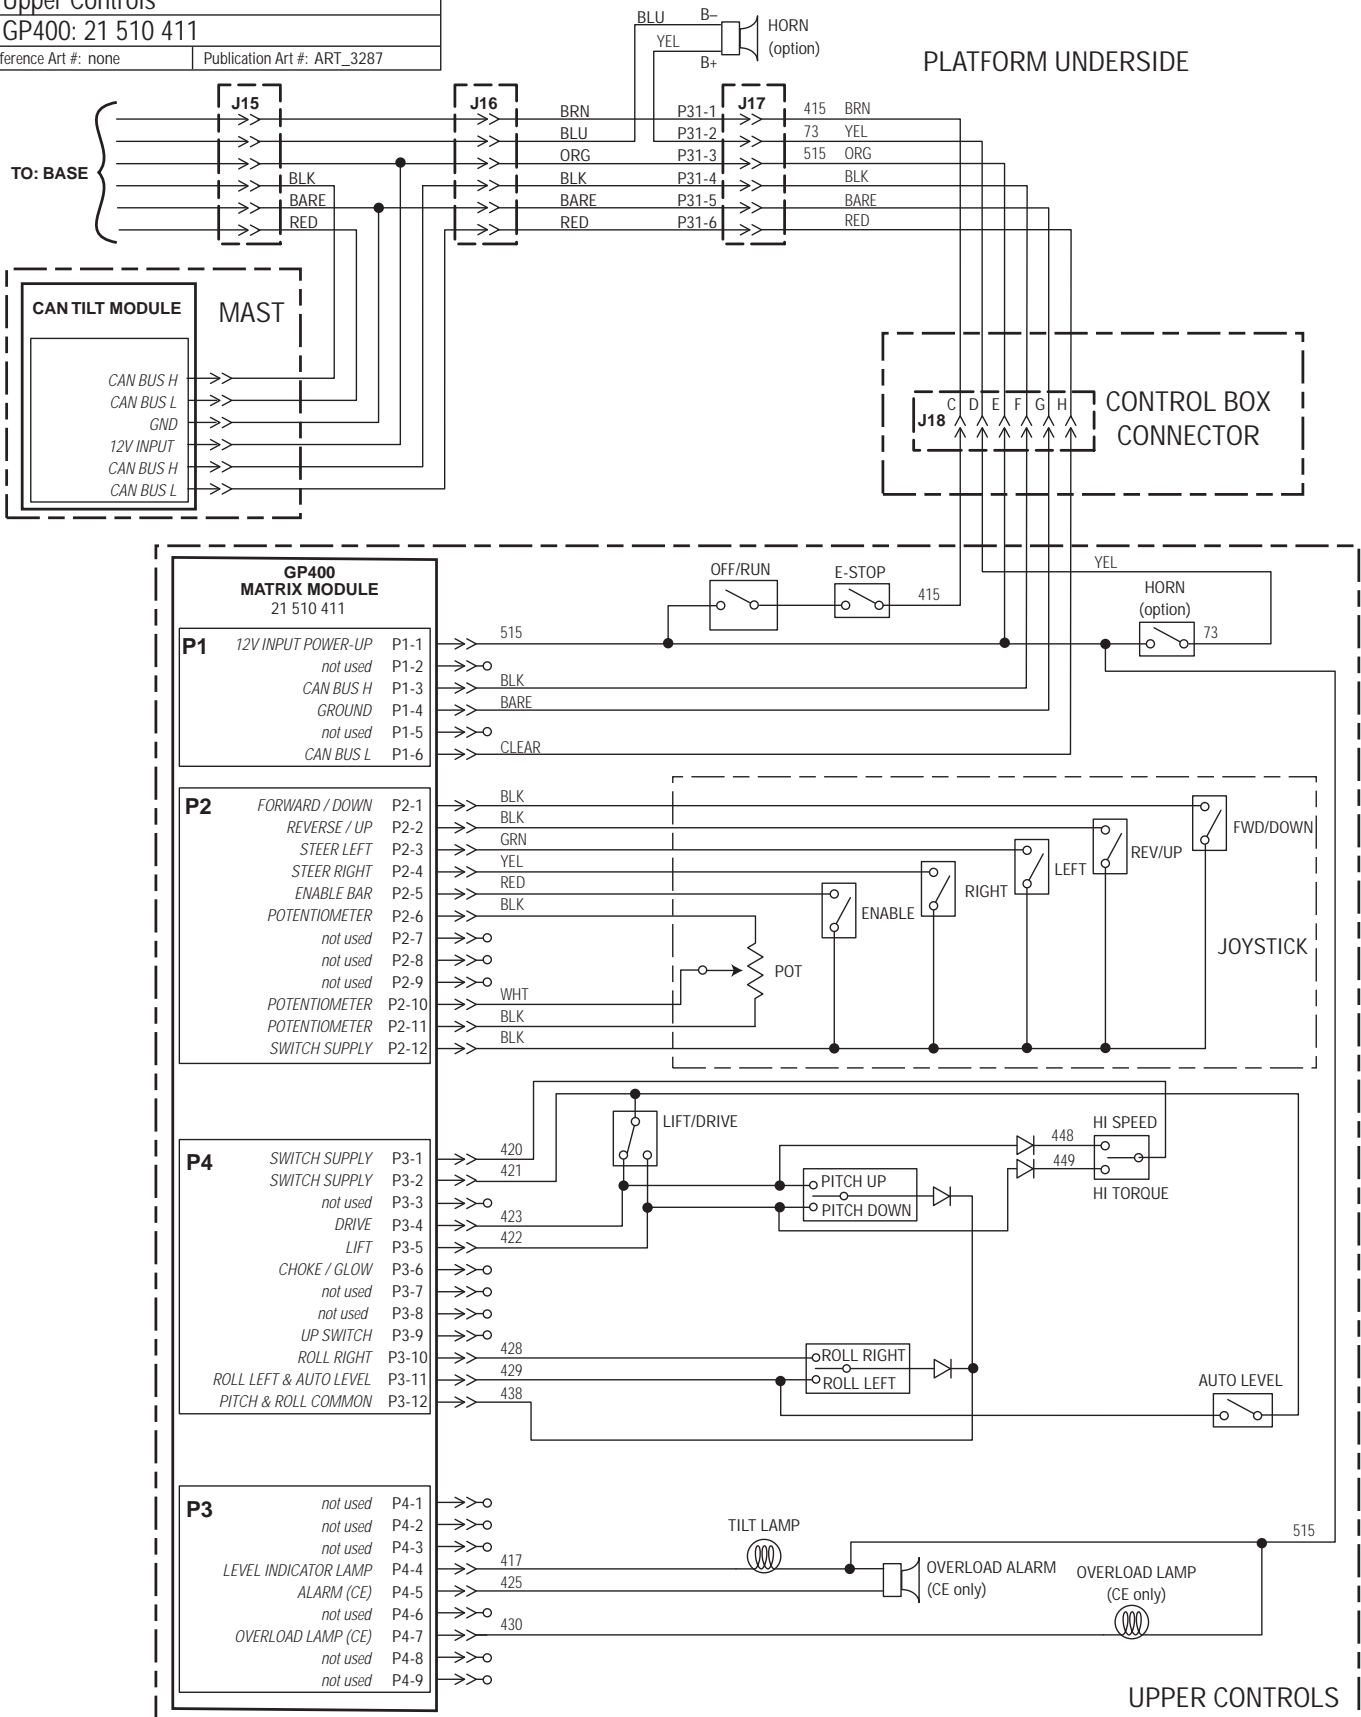 Upper Controls
GP400: 21 510 411
ference Art #: none
Publication Art #: ART_3287
BLU
B–
YEL
B+
HORN
(option)
PLATFORM UNDERSIDE
J15
J16
J17
TO: BASE
BLK
BARE
RED
BRN
BLU
ORG
BLK
BARE
RED
P31-1
P31-2
P31-3
P31-4
P31-5
P31-6
415 BRN
73 YEL
515 ORG
BLK
BARE
RED
CAN TILT MODULE
MAST
CAN BUS H
CAN BUS L
GND
12V INPUT
CAN BUS H
CAN BUS L
J18
C D E F G H
CONTROL BOX
CONNECTOR
GP400
MATRIX MODULE
21 510 411
OFF/RUN
E-STOP
415
YEL
HORN
(option)
73
P1
12V INPUT POWER-UP P1-1 515
not used P1-2
CAN BUS H P1-3 BLK
GROUND P1-4 BARE
not used P1-5
CAN BUS L P1-6 CLEAR
P2
FORWARD / DOWN P2-1 BLK
REVERSE / UP P2-2 BLK
STEER LEFT P2-3 GRN
STEER RIGHT P2-4 YEL
ENABLE BAR P2-5 RED
POTENTIOMETER P2-6 BLK
not used P2-7
not used P2-8
not used P2-9
POTENTIOMETER P2-10 WHT
POTENTIOMETER P2-11 BLK
SWITCH SUPPLY P2-12 BLK
FWD/DOWN
REV/UP
LEFT
RIGHT
ENABLE
POT
JOYSTICK
P4
SWITCH SUPPLY P3-1 420
SWITCH SUPPLY P3-2 421
not used P3-3
DRIVE P3-4 423
LIFT P3-5 422
CHOKE / GLOW P3-6
not used P3-7
not used P3-8
UP SWITCH P3-9
ROLL RIGHT P3-10 428
ROLL LEFT & AUTO LEVEL P3-11 429
PITCH & ROLL COMMON P3-12 438
LIFT/DRIVE
448
449
HI SPEED
HI TORQUE
PITCH UP
PITCH DOWN
ROLL RIGHT
ROLL LEFT
AUTO LEVEL
P3
not used P4-1
not used P4-2
not used P4-3
LEVEL INDICATOR LAMP P4-4 417
ALARM (CE) P4-5 425
not used P4-6
OVERLOAD LAMP (CE) P4-7 430
not used P4-8
not used P4-9
TILT LAMP
515
OVERLOAD ALARM
(CE only)
OVERLOAD LAMP
(CE only)
UPPER CONTROLS